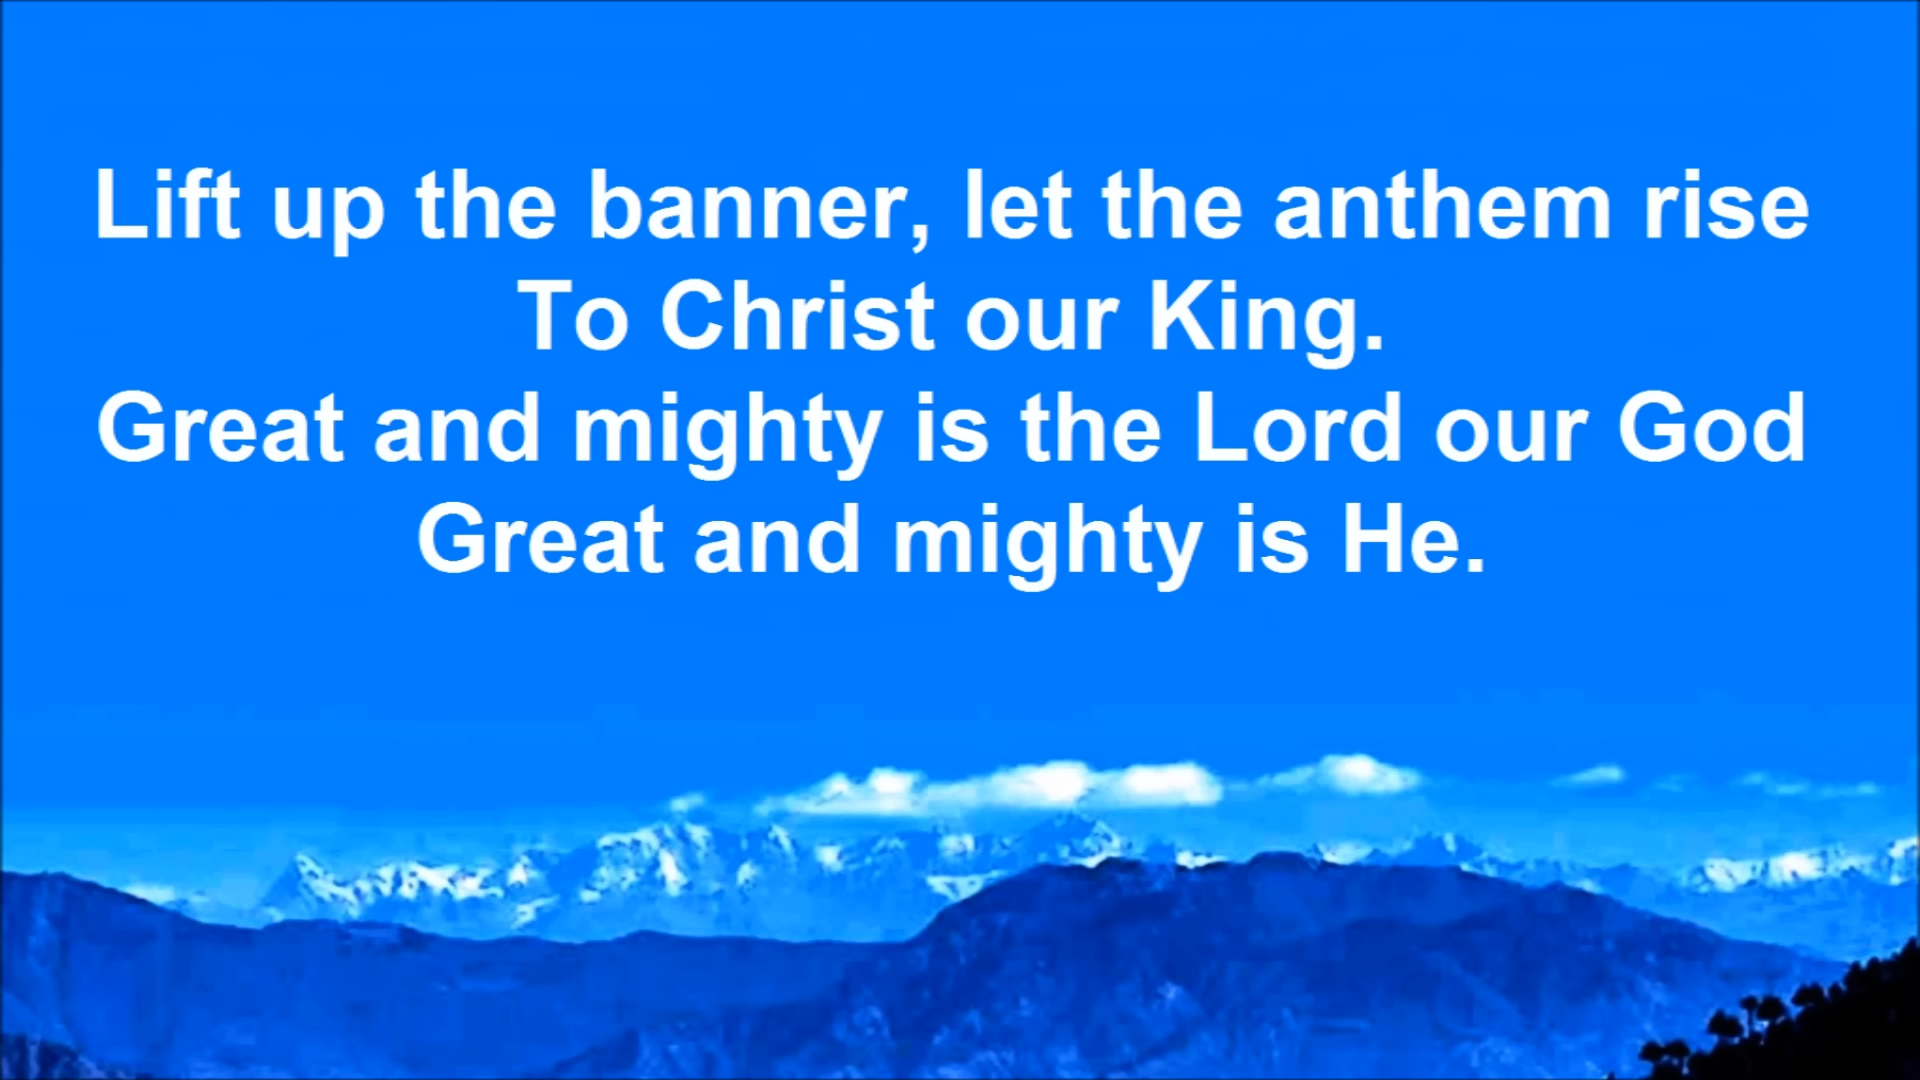 Lift up the banner, let the anthem rise
To Christ our King.
Great and mighty is the Lord our God
Great and mighty is He.